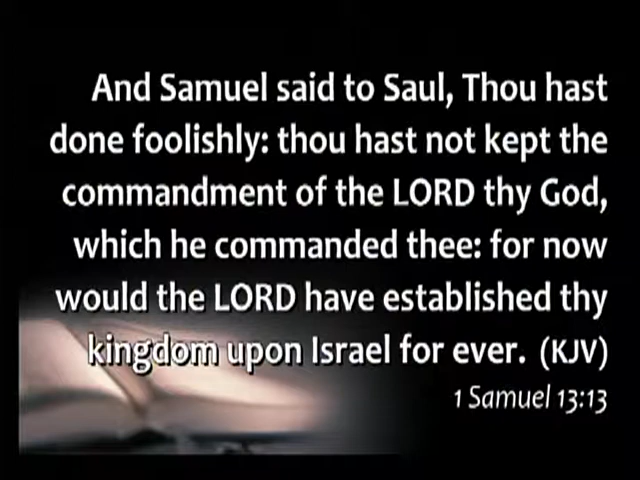 And Samuel said to Saul, Thou hast
done foolishly: thou hast not kept the
commandment of the LORD thy God,
which he commanded thee: for now
would the LORD have established thy
kingdom upon Israel for ever. (KJV)
1 Samuel 13:13